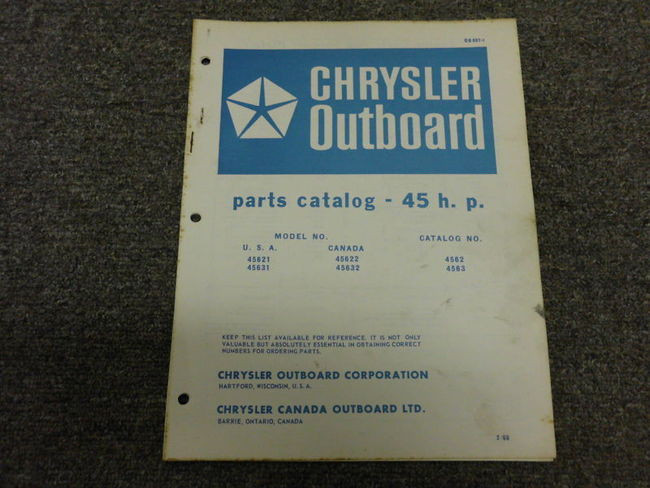 CHRYSLER
Outboard
parts catalog - 45 h. p.
MODEL NO.
CATALOG NO.
U. S. A. CANADA
45621 45622 4562
45631 45632 4563
KEEP THIS LIST AVAILABLE FOR REFERENCE. IT IS NOT ONLY
VALUABLE BUT ABSOLUTELY ESSENTIAL IN OBTAINING CORRECT
NUMBERS FOR ORDERING PARTS.
CHRYSLER OUTBOARD CORPORATION
HARTFORD, WISCONSIN, U. S. A.
CHRYSLER CANADA OUTBOARD LTD.
BARRIE, ONTARIO, CANADA